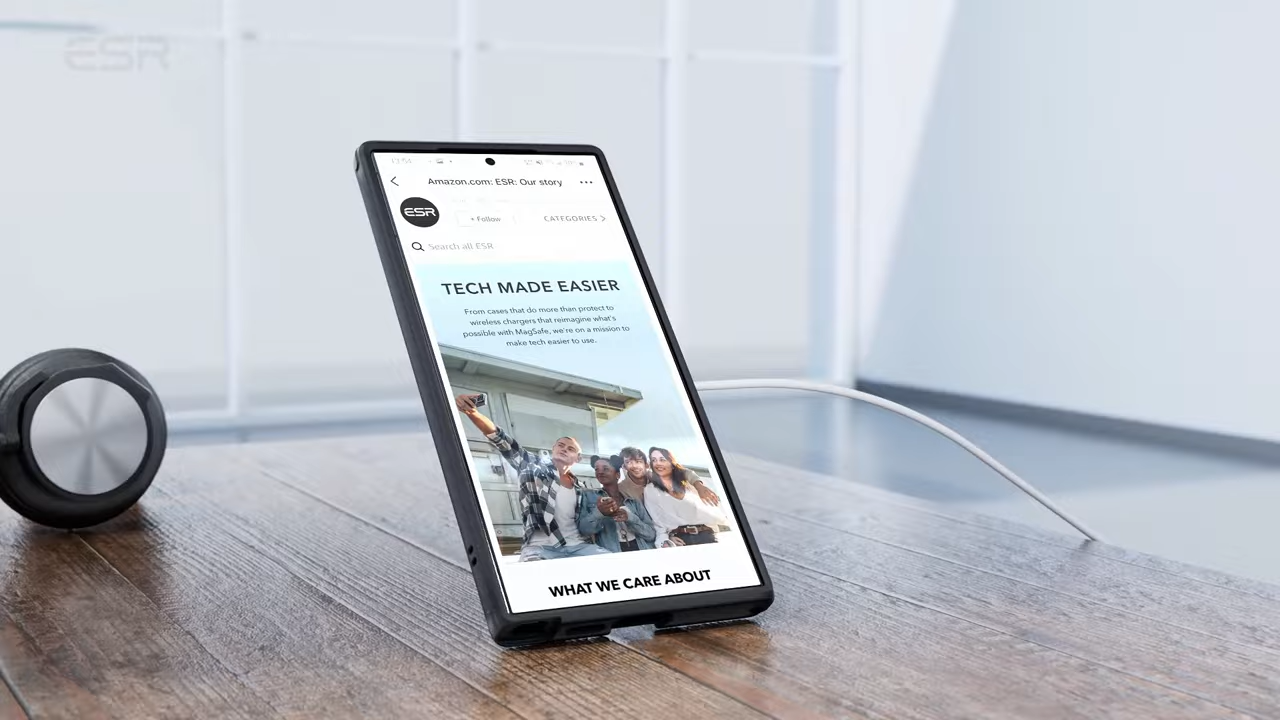 ESR
Amazon.com: ESR: Our story
ESR
+ Follow
CATEGORIES
Search all ESR
TECH MADE EASIER
From cases that do more than protect to
wireless chargers that reimagine what's
possible with MagSafe, we're on a mission to
make tech easier to use.
WHAT WE CARE ABOUT